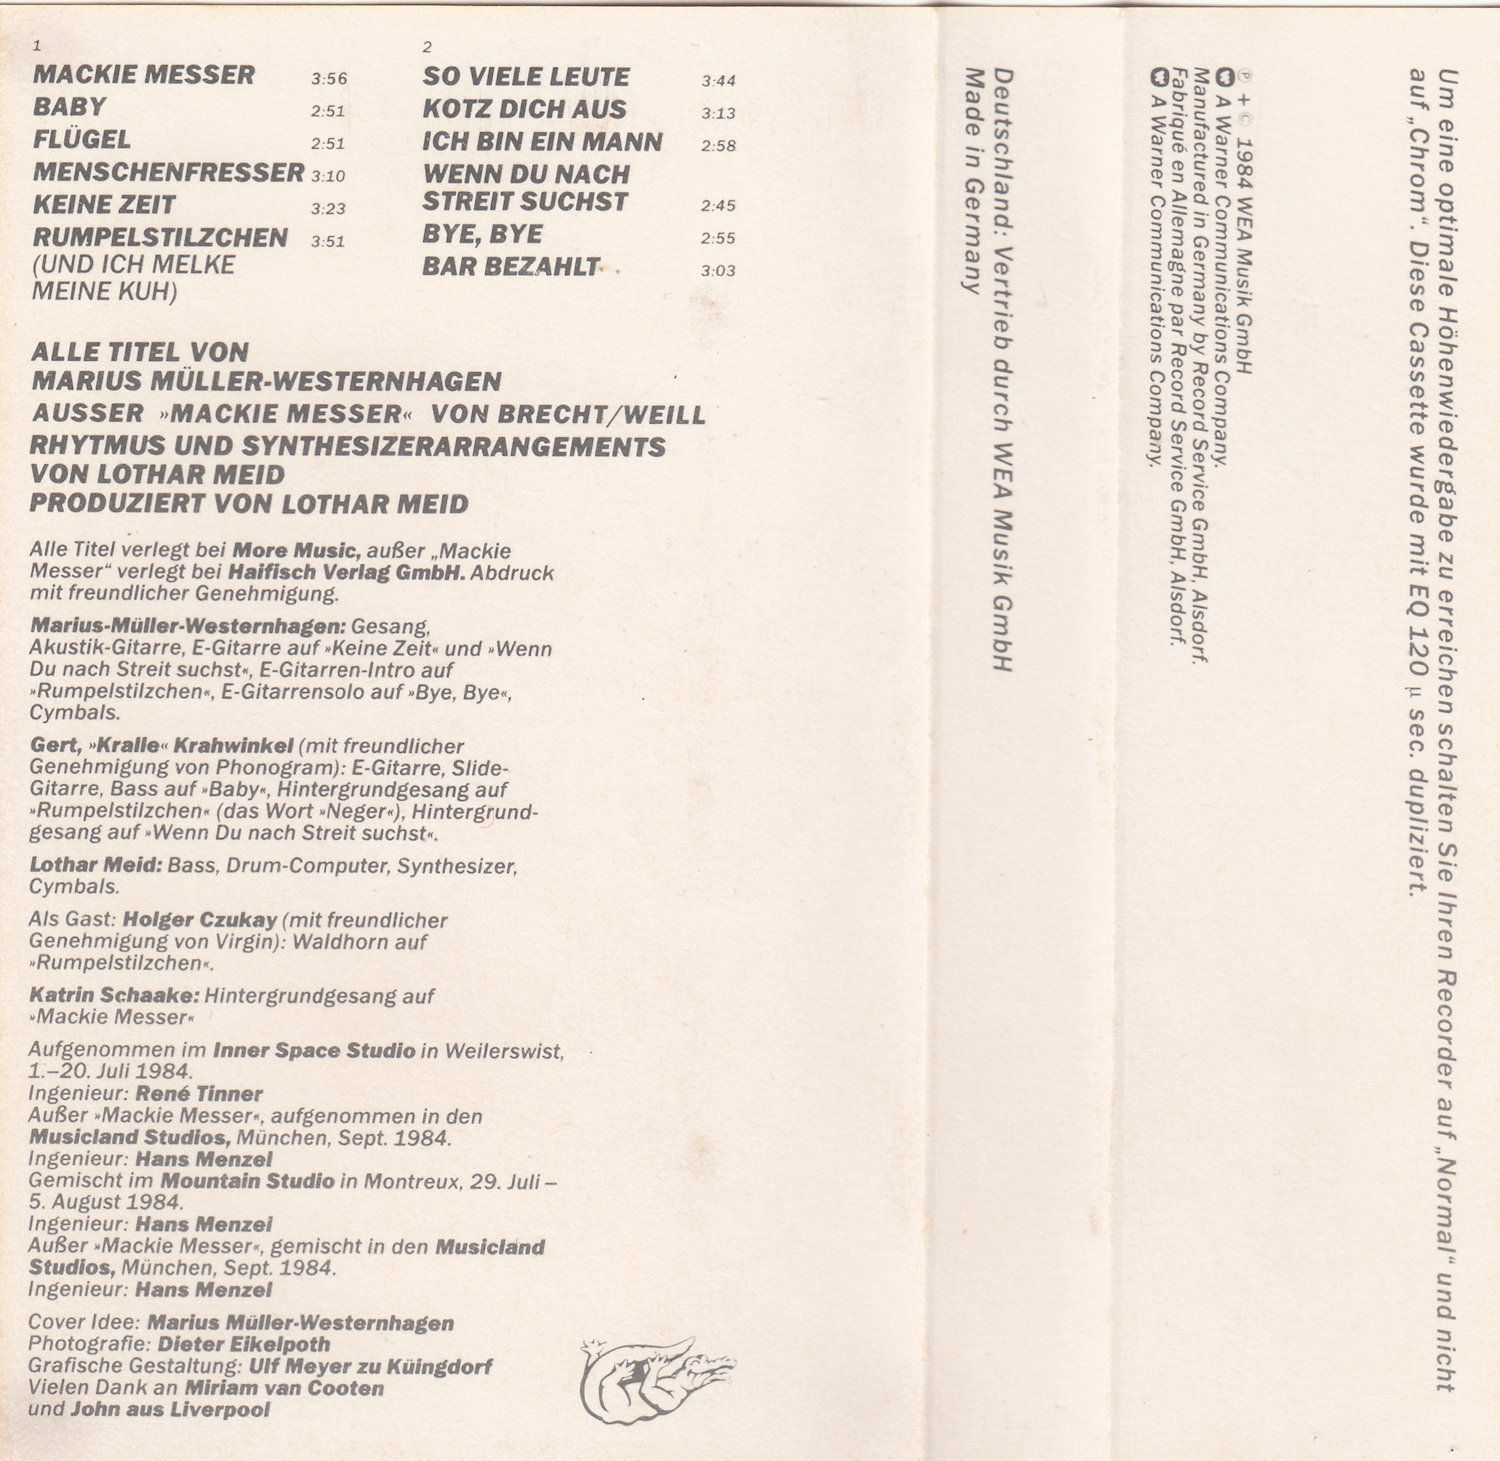 1
MACKIE MESSER 3:56
BABY 2:51
FLÜGEL 2:51
MENSCHENFRESSER 3:10
KEINE ZEIT 3:23
RUMPELSTILZCHEN 3:51
(UND ICH MELKE
MEINE KUH)
2
SO VIELE LEUTE 3:44
KOTZ DICH AUS 3:13
ICH BIN EIN MANN 2:58
WENN DU NACH
STREIT SUCHST 2:45
BYE, BYE 2:55
BAR BEZAHLT 3:03
ALLE TITEL VON
MARIUS MÜLLER-WESTERNHAGEN
AUSSER »MACKIE MESSER« VON BRECHT/WEILL
RHYTMUS UND SYNTHESIZERARRANGEMENTS
VON LOTHAR MEID
PRODUZIERT VON LOTHAR MEID
Alle Titel verlegt bei More Music, außer „Mackie
Messer“ verlegt bei Haifisch Verlag GmbH. Abdruck
mit freundlicher Genehmigung.
Marius-Müller-Westernhagen: Gesang,
Akustik-Gitarre, E-Gitarre auf »Keine Zeit« und »Wenn
Du nach Streit suchst«, E-Gitarren-Intro auf
»Rumpelstilzchen«, E-Gitarrensolo auf »Bye, Bye«,
Cymbals.
Gert, »Kralle« Krahwinkel (mit freundlicher
Genehmigung von Phonogram): E-Gitarre, Slide-
Gitarre, Bass auf »Baby«, Hintergrundgesang auf
»Rumpelstilzchen« (das Wort »Neger«), Hintergrund-
gesang auf »Wenn Du nach Streit suchst«.
Lothar Meid: Bass, Drum-Computer, Synthesizer,
Cymbals.
Als Gast: Holger Czukay (mit freundlicher
Genehmigung von Virgin): Waldhorn auf
»Rumpelstilzchen«.
Katrin Schaake: Hintergrundgesang auf
»Mackie Messer«
Aufgenommen im Inner Space Studio in Weilerswist,
1.–20. Juli 1984.
Ingenieur: René Tinner
Außer »Mackie Messer«, aufgenommen in den
Musicland Studios, München, Sept. 1984.
Ingenieur: Hans Menzel
Gemischt im Mountain Studio in Montreux, 29. Juli –
5. August 1984.
Ingenieur: Hans Menzel
Außer »Mackie Messer«, gemischt in den Musicland
Studios, München, Sept. 1984.
Ingenieur: Hans Menzel
Cover Idee: Marius Müller-Westernhagen
Photografie: Dieter Eikelpoth
Grafische Gestaltung: Ulf Meyer zu Küingdorf
Vielen Dank an Miriam van Cooten
und John aus Liverpool
Deutschland: Vertrieb durch WEA Musik GmbH
Made in Germany
℗ + © 1984 WEA Musik GmbH
A Warner Communications Company.
Manufactured in Germany by Record Service GmbH, Alsdorf.
Fabriqué en Allemagne par Record Service GmbH, Alsdorf.
A Warner Communications Company.
Um eine optimale Höhenwiedergabe zu erreichen schalten Sie Ihren Recorder auf „Normal“ und nicht
auf „Chrom“. Diese Cassette wurde mit EQ 120 µ sec. dupliziert.